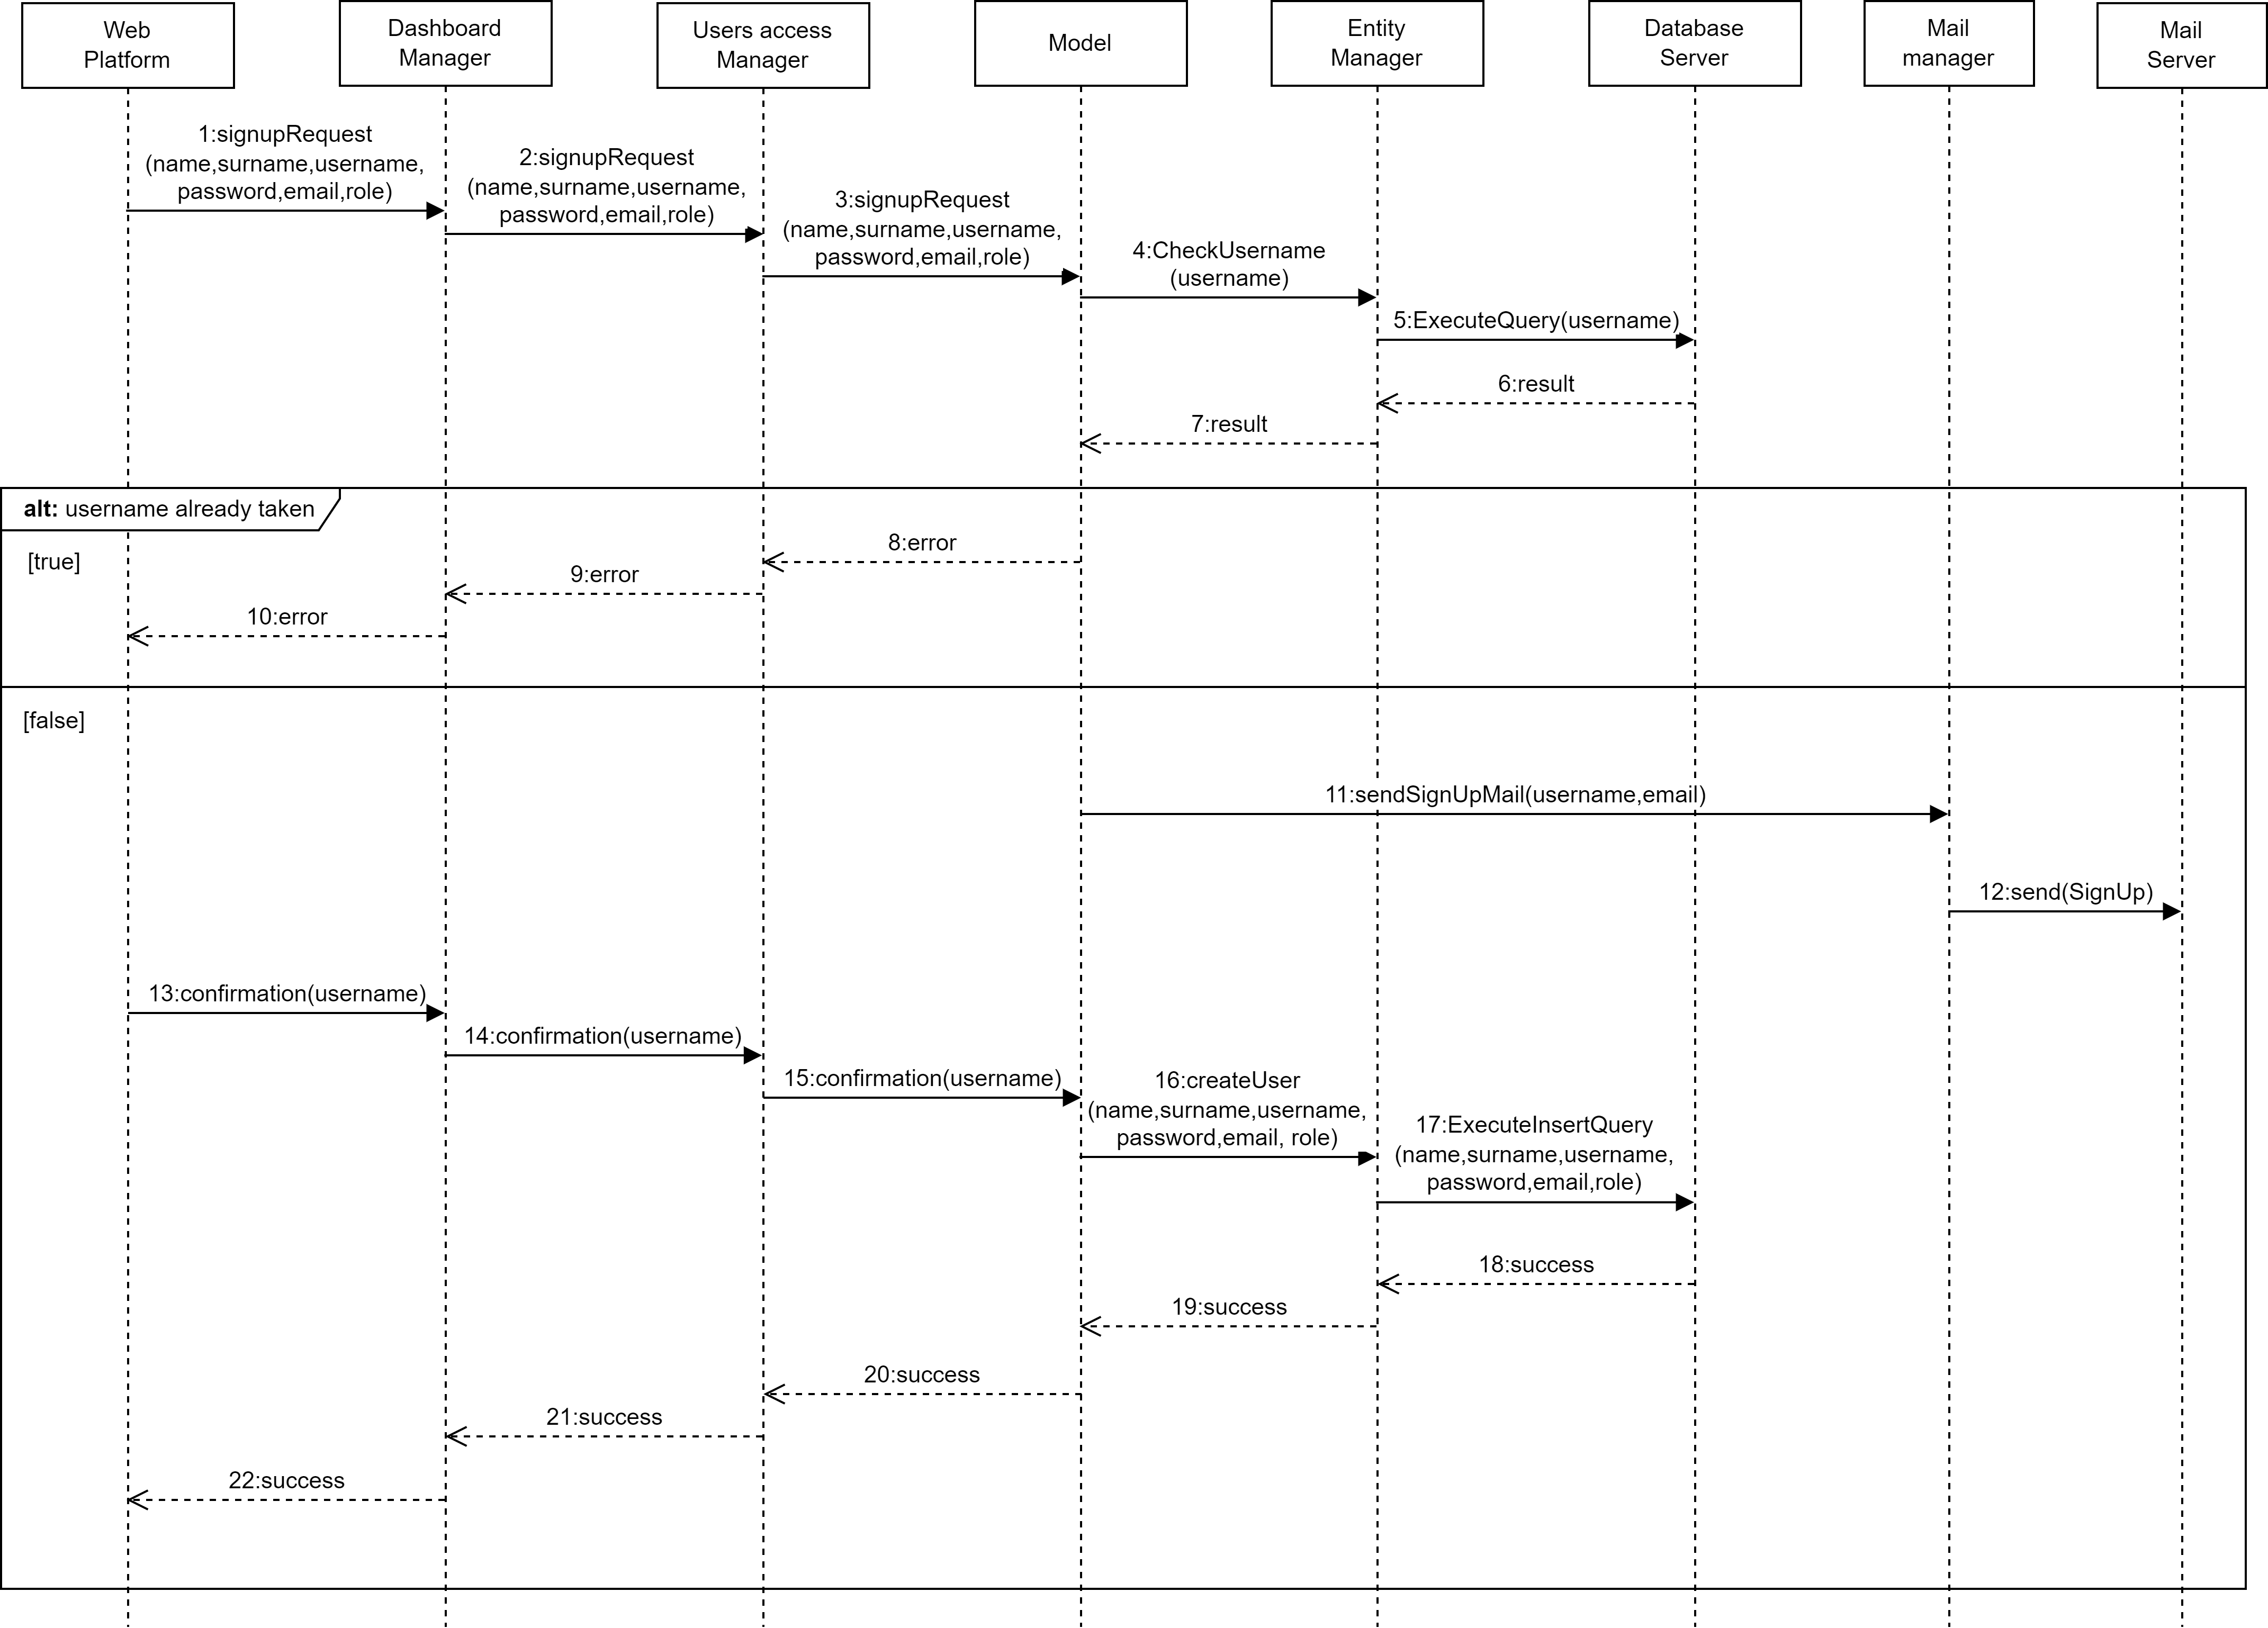 Web
Platform
Dashboard
Manager
Users access
Manager
Model
Entity
Manager
Database
Server
Mail
manager
Mail
Server
1:signupRequest
(name,surname,username,
password,email,role)
2:signupRequest
(name,surname,username,
password,email,role)
3:signupRequest
(name,surname,username,
password,email,role)
4:CheckUsername
(username)
5:ExecuteQuery(username)
6:result
7:result
alt: username already taken
[true]
8:error
9:error
10:error
[false]
11:sendSignUpMail(username,email)
12:send(SignUp)
13:confirmation(username)
14:confirmation(username)
15:confirmation(username)
16:createUser
(name,surname,username,
password,email, role)
17:ExecuteInsertQuery
(name,surname,username,
password,email,role)
18:success
19:success
20:success
21:success
22:success